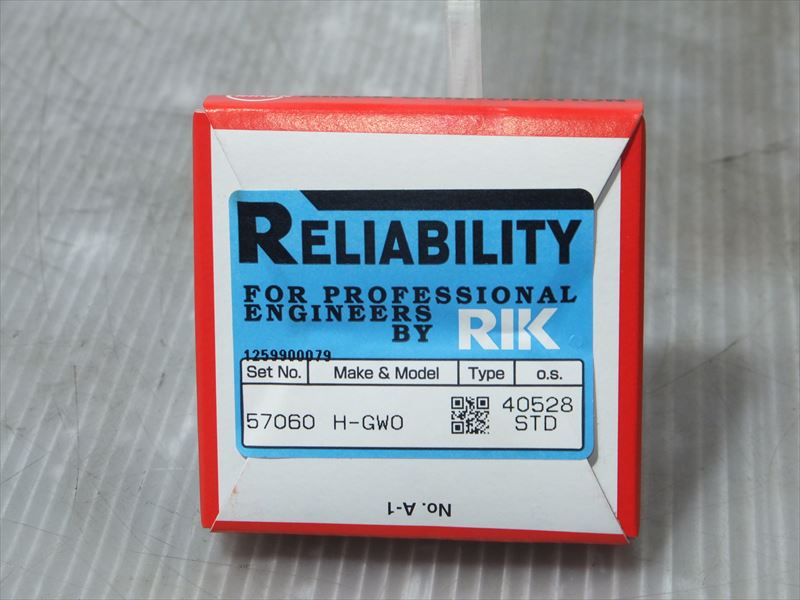 RELIABILITY
FOR PROFESSIONAL
ENGINEERS
BY RIK
1259900079
Set No. Make & Model Type o.s.
40528
57060 H-GWO STD
No. A-1